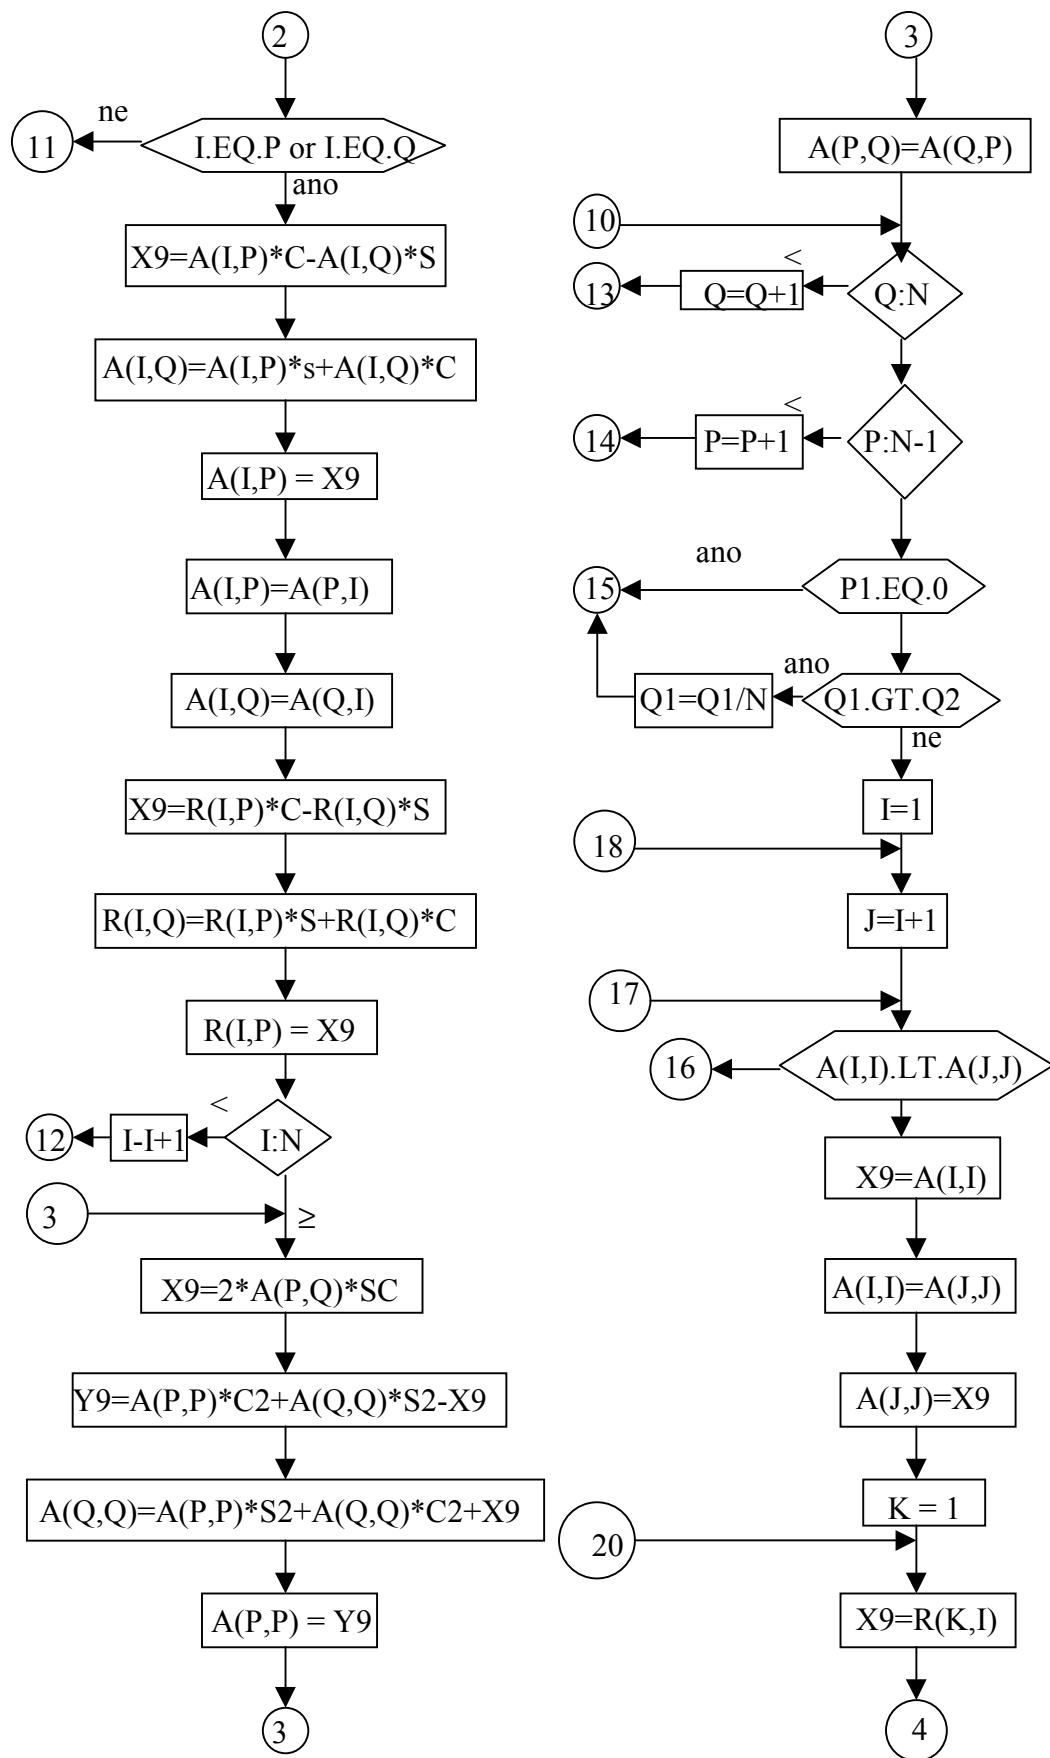 2
ne
11
I.EQ.P or I.EQ.Q
ano
X9=A(I,P)*C-A(I,Q)*S
A(I,Q)=A(I,P)*s+A(I,Q)*C
A(I,P) = X9
A(I,P)=A(P,I)
A(I,Q)=A(Q,I)
X9=R(I,P)*C-R(I,Q)*S
R(I,Q)=R(I,P)*S+R(I,Q)*C
R(I,P) = X9
<
12
I-I+1
I:N
3
≥
X9=2*A(P,Q)*SC
Y9=A(P,P)*C2+A(Q,Q)*S2-X9
A(Q,Q)=A(P,P)*S2+A(Q,Q)*C2+X9
A(P,P) = Y9
3
3
A(P,Q)=A(Q,P)
10
<
13
Q=Q+1
Q:N
<
14
P=P+1
P:N-1
ano
15
P1.EQ.0
ano
Q1=Q1/N
Q1.GT.Q2
ne
I=1
18
J=I+1
17
16
A(I,I).LT.A(J,J)
X9=A(I,I)
A(I,I)=A(J,J)
A(J,J)=X9
K = 1
20
X9=R(K,I)
4